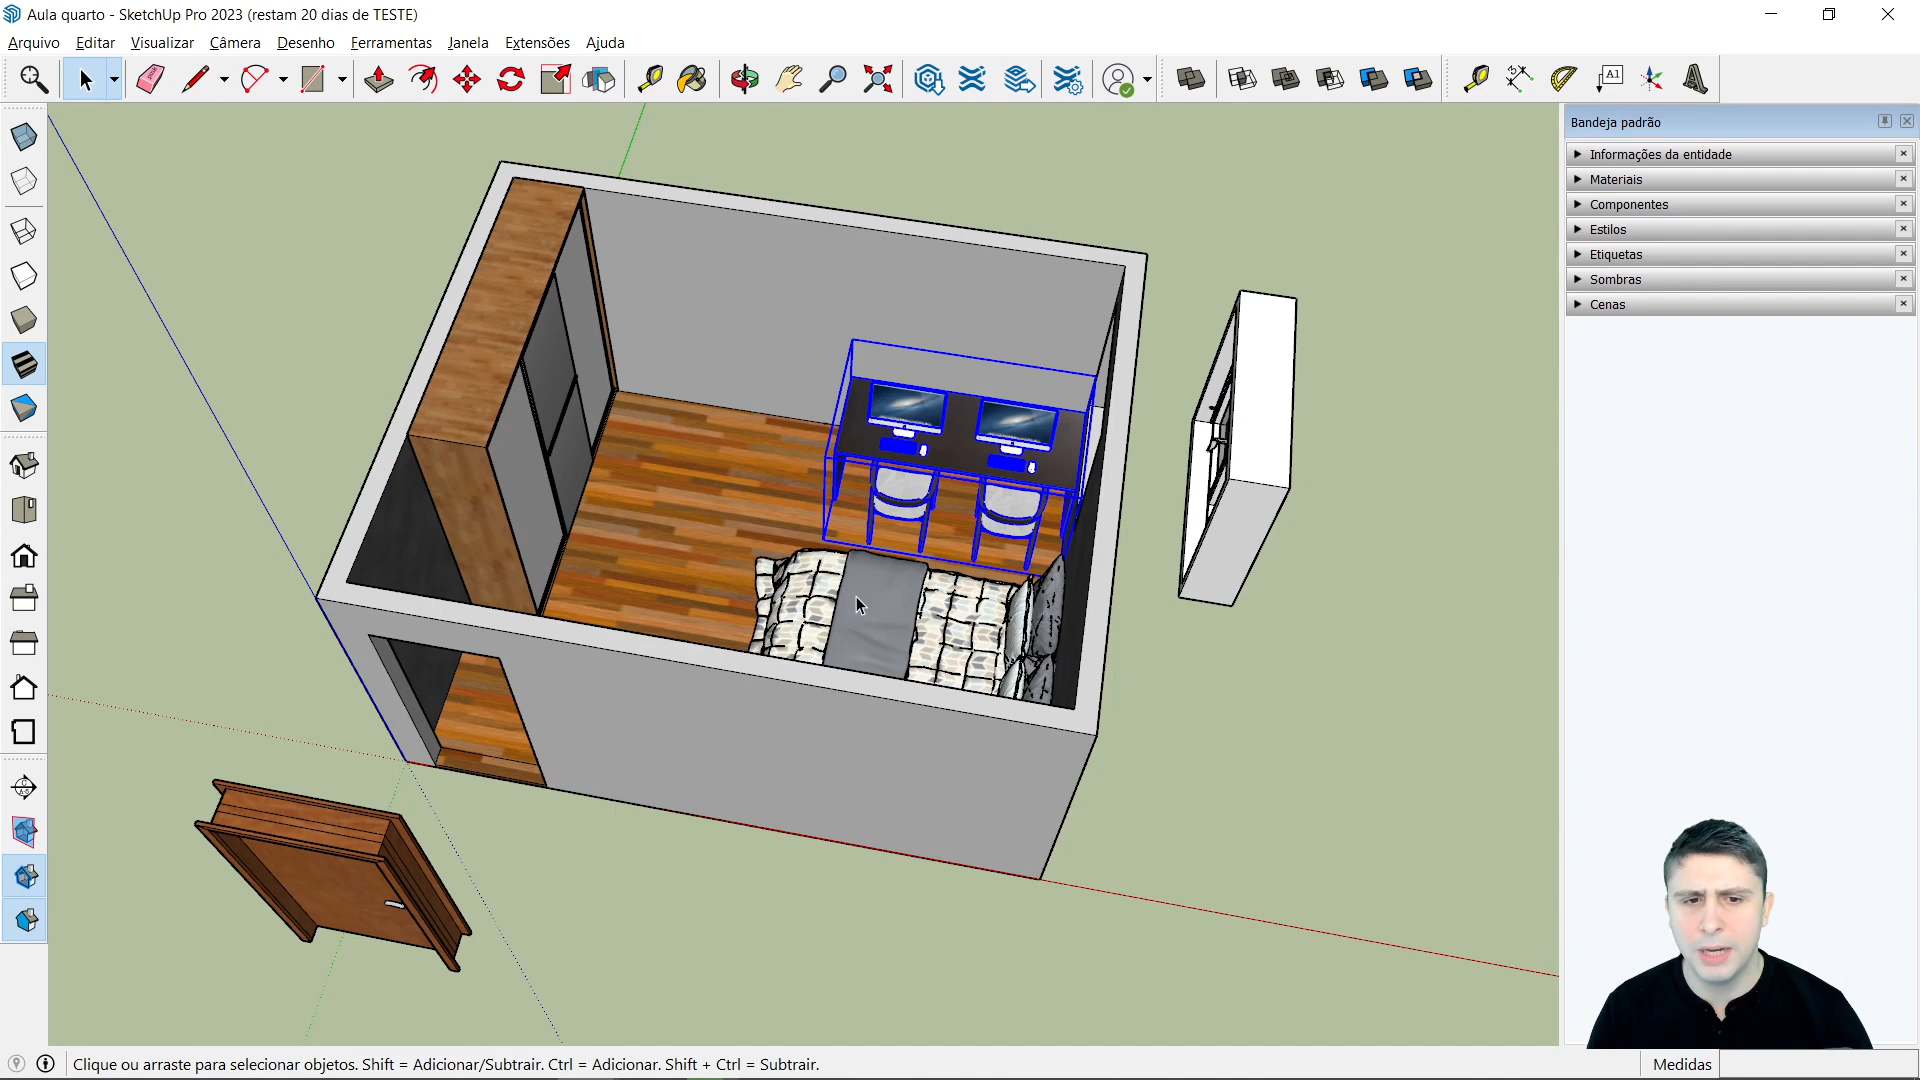 Aula quarto - SketchUp Pro 2023 (restam 20 dias de TESTE)
Arquivo Editar Visualizar Câmera Desenho Ferramentas Janela Extensões Ajuda
A1
Bandeja padrão
Informações da entidade
Materiais
Componentes
Estilos
Etiquetas
Sombras
Cenas
Clique ou arraste para selecionar objetos. Shift = Adicionar/Subtrair. Ctrl = Adicionar. Shift + Ctrl = Subtrair.
Medidas